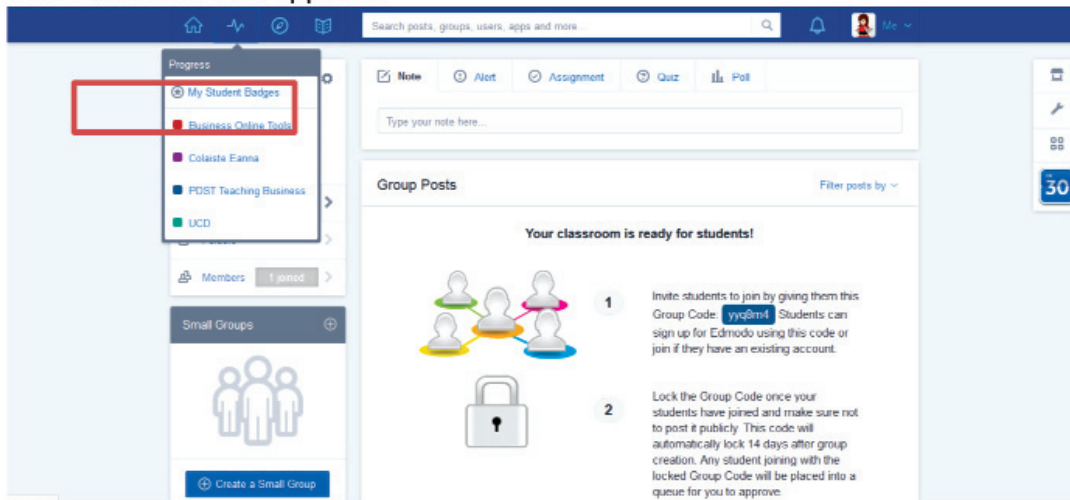 Search posts, groups, users, apps and more...
Me
Progress
My Student Badges
Business Online Tools
Colaiste Eanna
PDST Teaching Business
UCD
Members 1 joined
Small Groups
Create a Small Group
Note Alert Assignment Quiz Poll
Type your note here...
Group Posts Filter posts by
Your classroom is ready for students!
1
Invite students to join by giving them this
Group Code: yyq8m4 Students can
sign up for Edmodo using this code or
join if they have an existing account.
2
Lock the Group Code once your
students have joined and make sure not
to post it publicly. This code will
automatically lock 14 days after group
creation. Any student joining with the
locked Group Code will be placed into a
queue for you to approve.
30